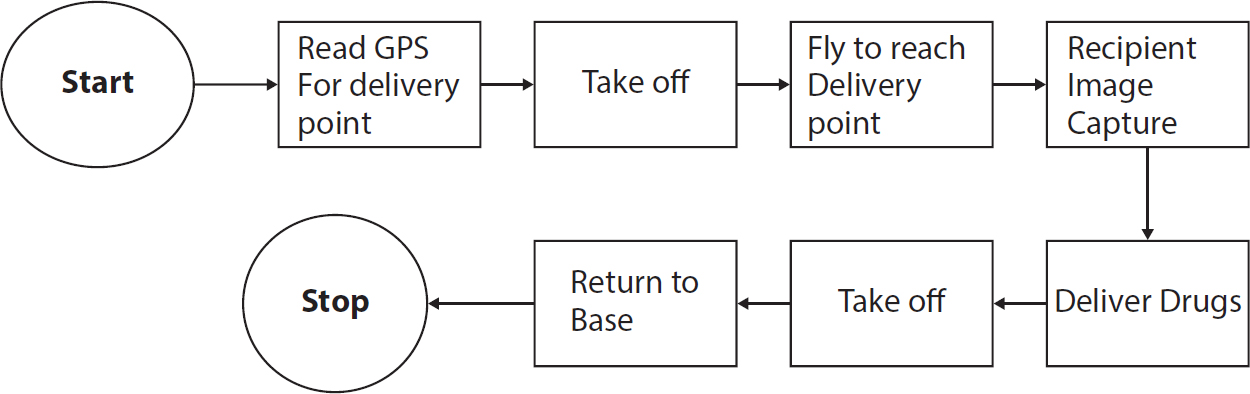 Start
Read GPS
For delivery
point
Take off
Fly to reach
Delivery
point
Recipient
Image
Capture
Deliver Drugs
Take off
Return to
Base
Stop